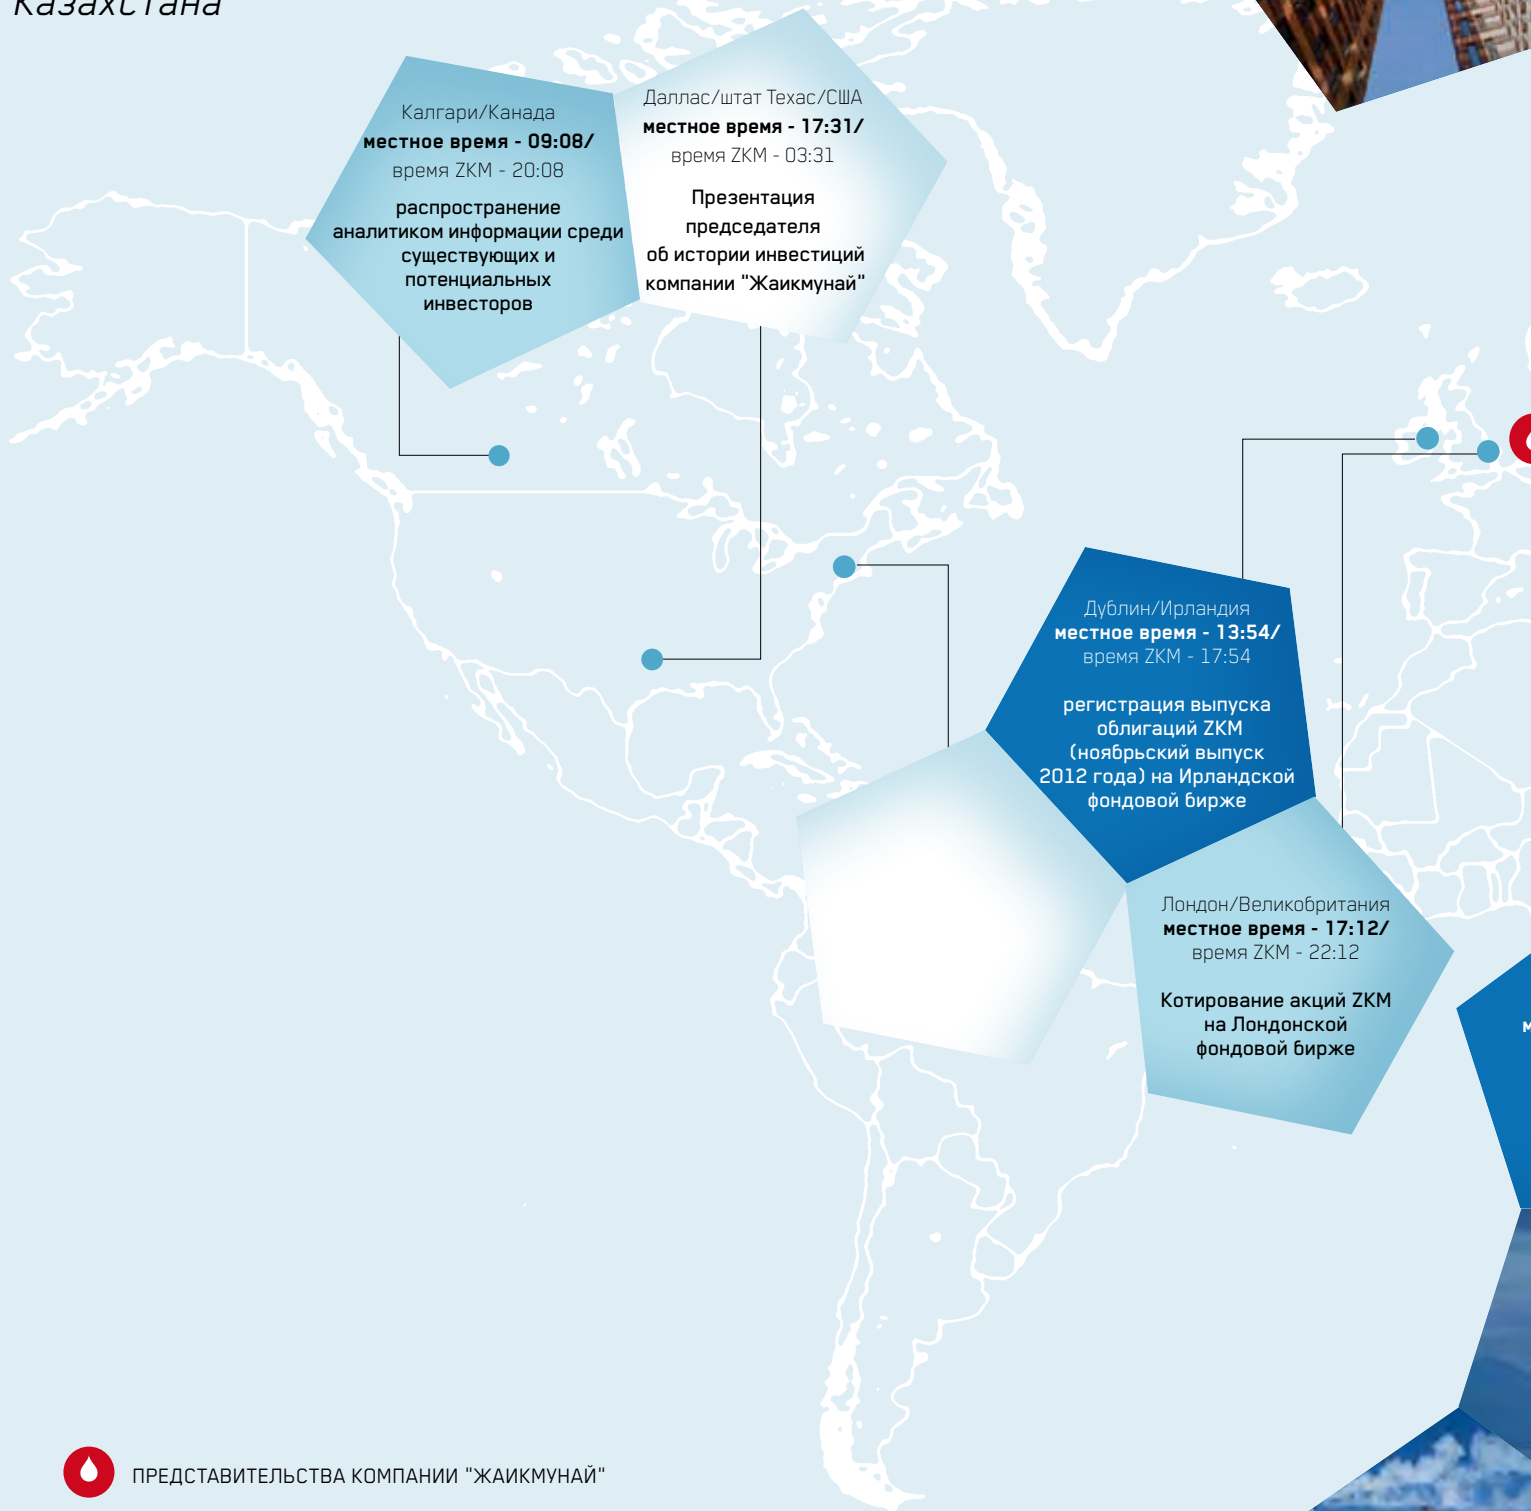 Казахстана
Калгари/Канада
местное время - 09:08/
время ZKM - 20:08
распространение
аналитиком информации среди
существующих и
потенциальных
инвесторов
Даллас/штат Техас/США
местное время - 17:31/
время ZKM - 03:31
Презентация
председателя
об истории инвестиций
компании "Жаикмунай"
Дублин/Ирландия
местное время - 13:54/
время ZKM - 17:54
регистрация выпуска
облигаций ZKM
(ноябрьский выпуск
2012 года) на Ирландской
фондовой бирже
Лондон/Великобритания
местное время - 17:12/
время ZKM - 22:12
Котирование акций ZKM
на Лондонской
фондовой бирже
ПРЕДСТАВИТЕЛЬСТВА КОМПАНИИ "ЖАИКМУНАЙ"